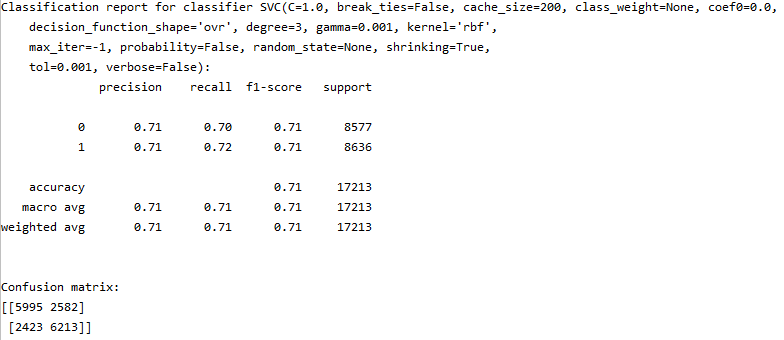 Classification report for classifier SVC(C=1.0, break_ties=False, cache_size=200, class_weight=None, coef0=0.0,
    decision_function_shape='ovr', degree=3, gamma=0.001, kernel='rbf',
    max_iter=-1, probability=False, random_state=None, shrinking=True,
    tol=0.001, verbose=False):
              precision    recall  f1-score   support

           0       0.71      0.70      0.71      8577
           1       0.71      0.72      0.71      8636

    accuracy                           0.71     17213
   macro avg       0.71      0.71      0.71     17213
weighted avg       0.71      0.71      0.71     17213


Confusion matrix:
[[5995 2582]
 [2423 6213]]